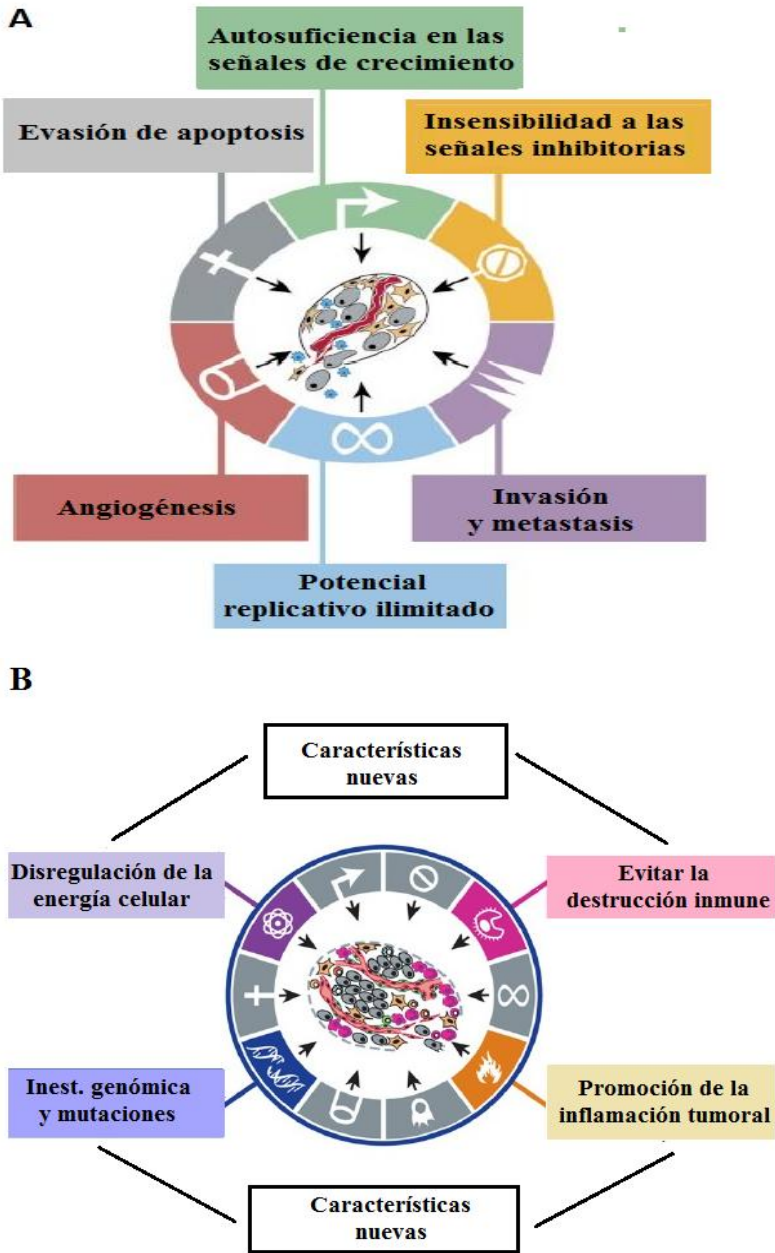 A
Autosuficiencia en las
señales de crecimiento
Evasión de apoptosis
Insensibilidad a las
señales inhibitorias
Angiogénesis
Invasión
y metastasis
Potencial
replicativo ilimitado
B
Características
nuevas
Disregulación de la
energía celular
Evitar la
destrucción inmune
Inest. genómica
y mutaciones
Promoción de la
inflamación tumoral
Características
nuevas